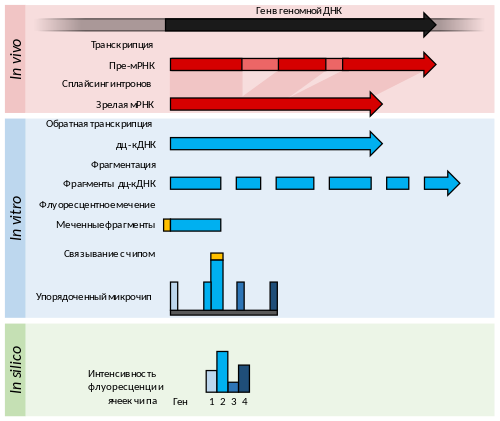 Ген в геномной ДНК
In vivo
Транскрипция
Пре-мРНК
Сплайсинг интронов
Зрелая мРНК
In vitro
Обратная транскрипция
дц-кДНК
Фрагментация
Фрагменты дц-кДНК
Флуоресцентное мечение
Меченные фрагменты
Связывание с чипом
Упорядоченный микрочип
In silico
Интенсивность
флуоресценции
ячеек чипа
Ген 1 2 3 4